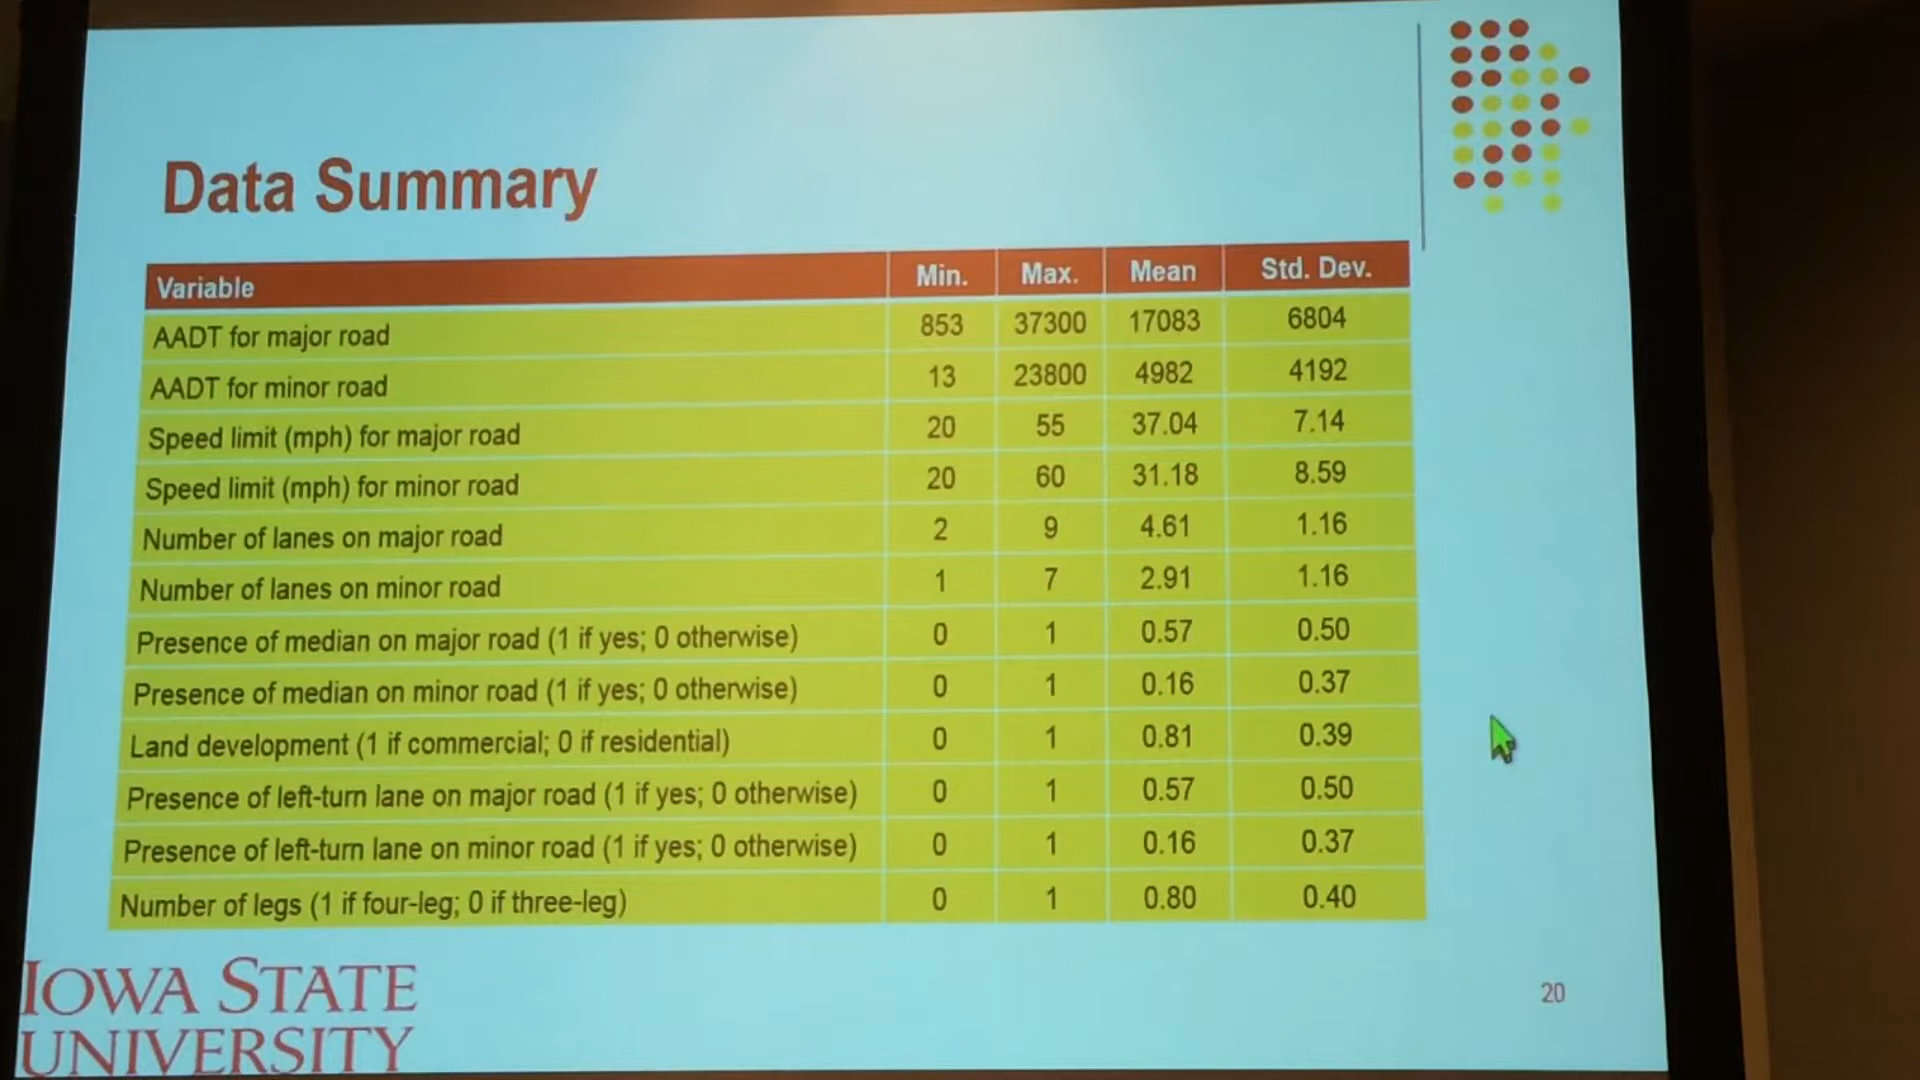 Data Summary
Variable Min. Max. Mean Std. Dev.
AADT for major road 853 37300 17083 6804
AADT for minor road 13 23800 4982 4192
Speed limit (mph) for major road 20 55 37.04 7.14
Speed limit (mph) for minor road 20 60 31.18 8.59
Number of lanes on major road 2 9 4.61 1.16
Number of lanes on minor road 1 7 2.91 1.16
Presence of median on major road (1 if yes; 0 otherwise) 0 1 0.57 0.50
Presence of median on minor road (1 if yes; 0 otherwise) 0 1 0.16 0.37
Land development (1 if commercial; 0 if residential) 0 1 0.81 0.39
Presence of left-turn lane on major road (1 if yes; 0 otherwise) 0 1 0.57 0.50
Presence of left-turn lane on minor road (1 if yes; 0 otherwise) 0 1 0.16 0.37
Number of legs (1 if four-leg; 0 if three-leg) 0 1 0.80 0.40
IOWA STATE
UNIVERSITY
20